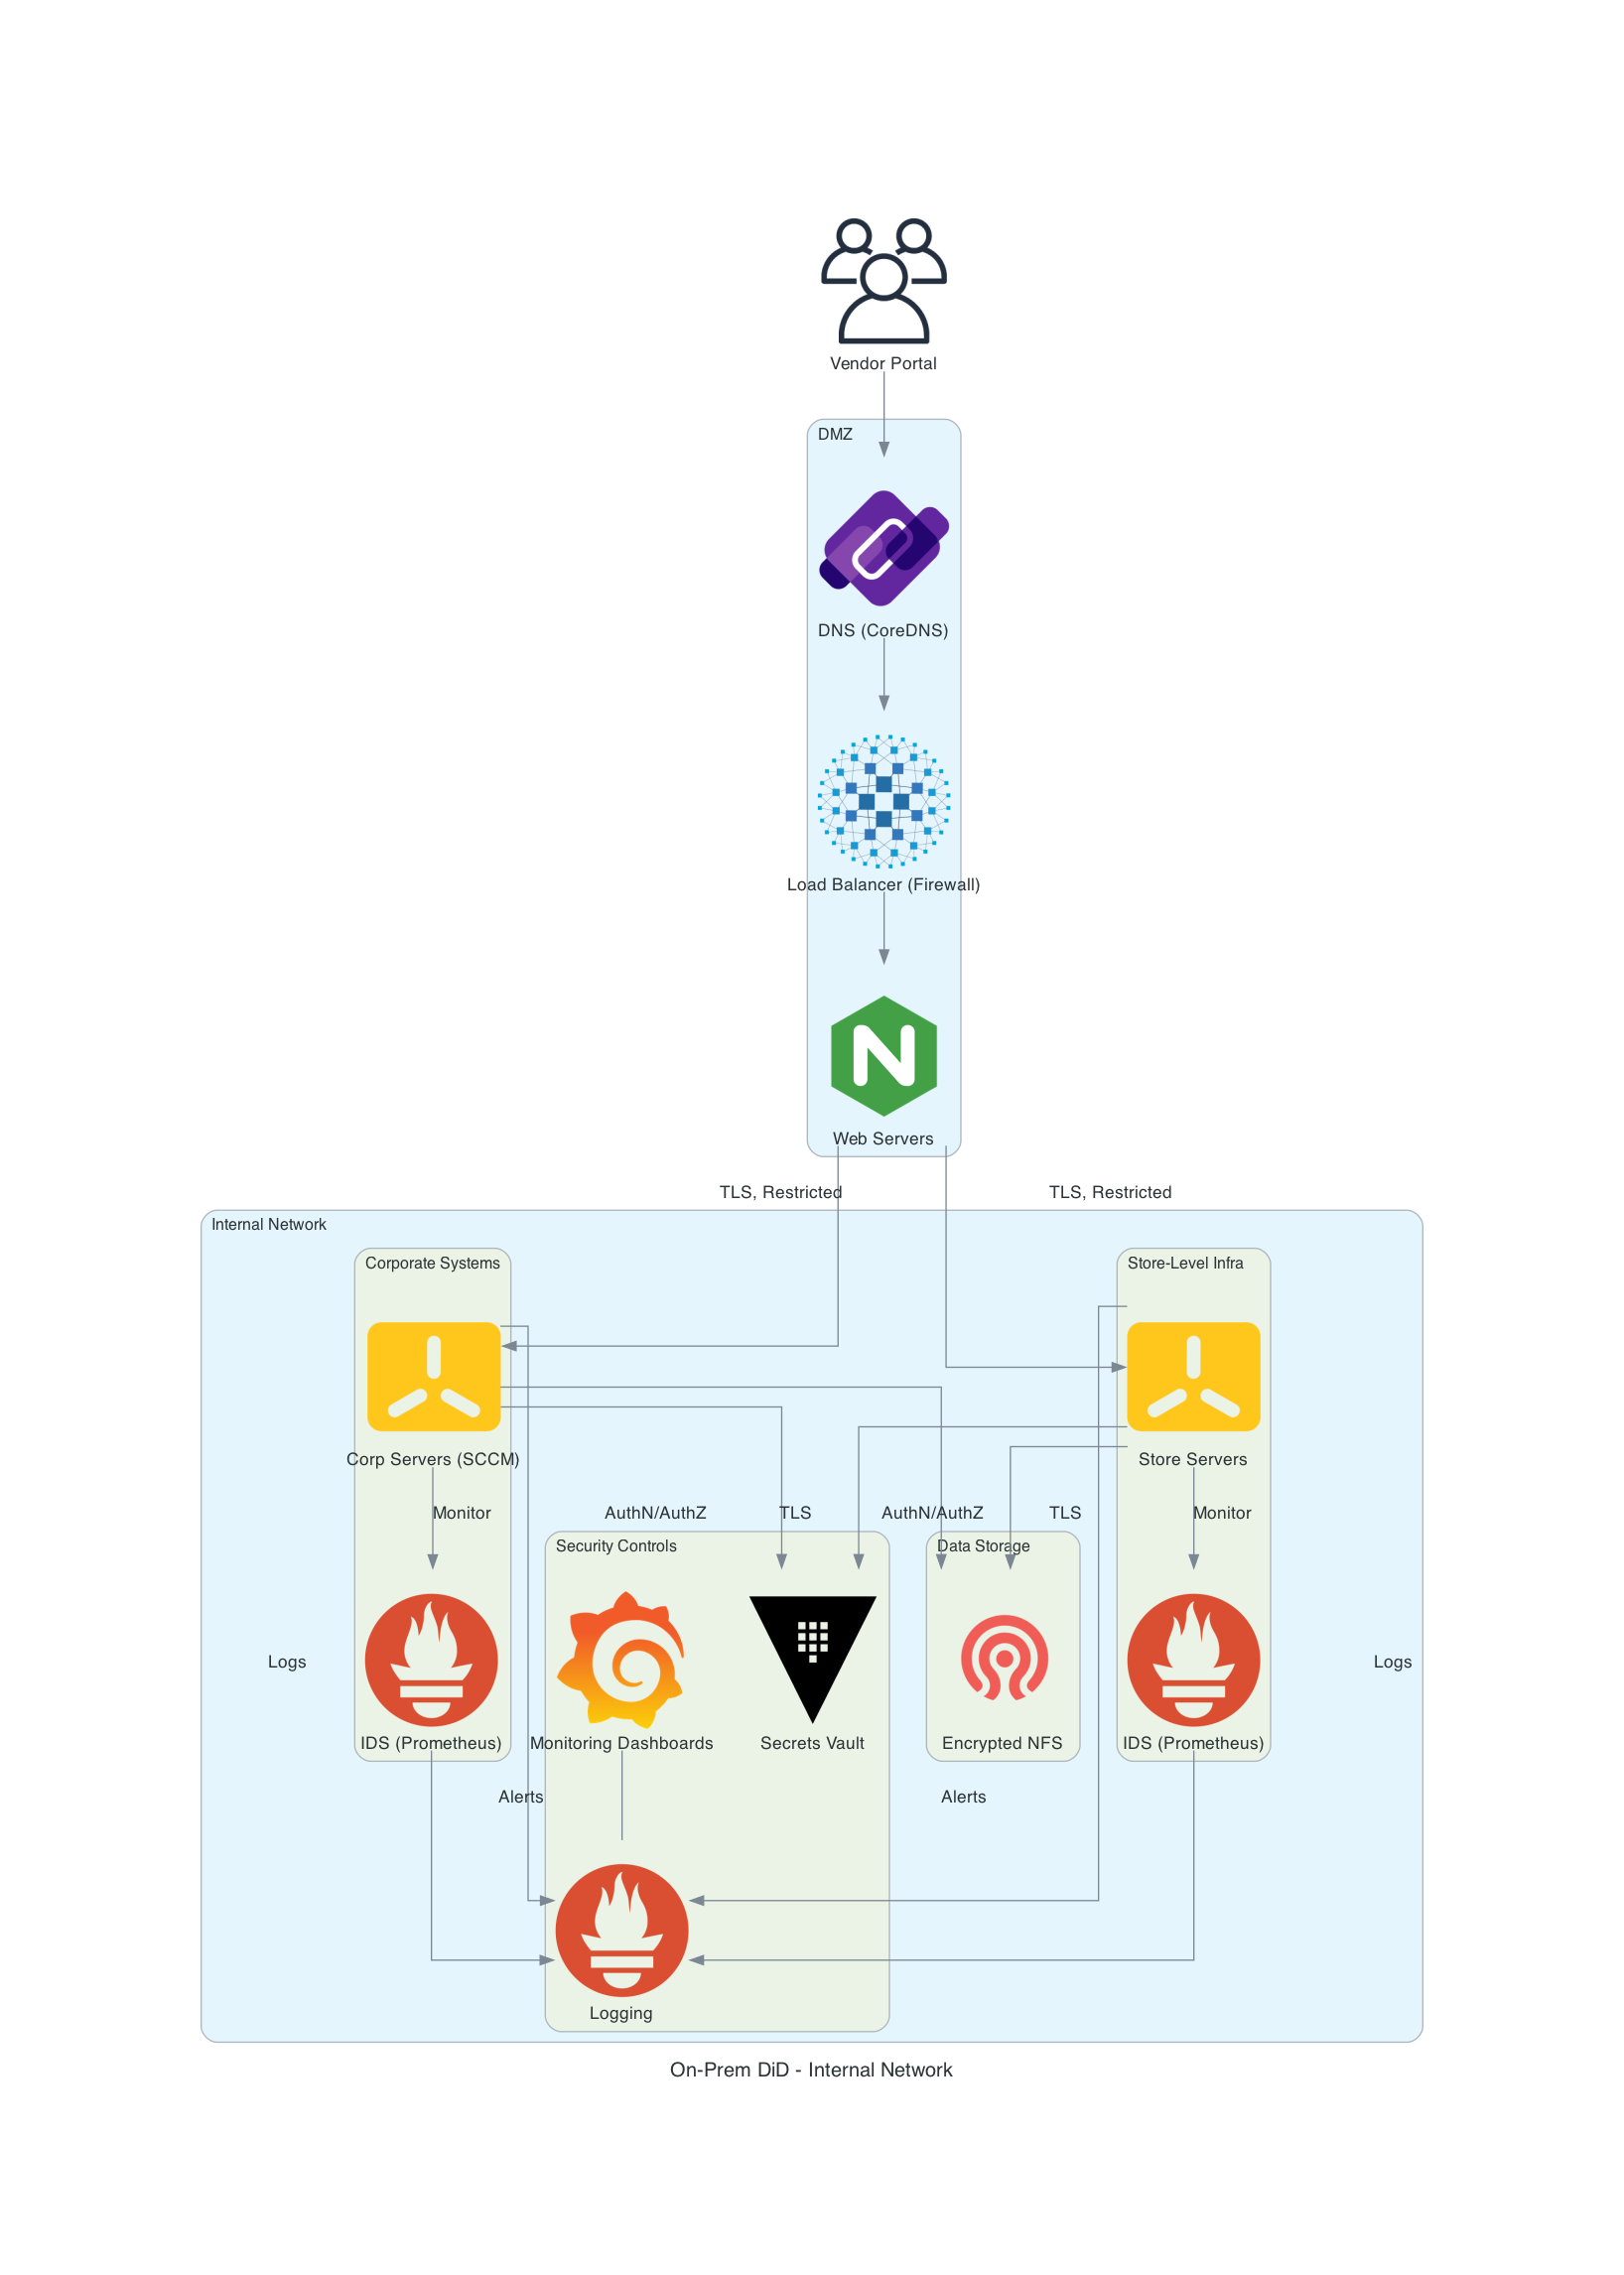 Vendor Portal
DMZ
DNS (CoreDNS)
Load Balancer (Firewall)
Web Servers
TLS, Restricted
TLS, Restricted
Internal Network
Corporate Systems
Store-Level Infra
Corp Servers (SCCM)
Store Servers
Monitor
AuthN/AuthZ
TLS
AuthN/AuthZ
TLS
Monitor
Security Controls
Data Storage
Logs
Logs
IDS (Prometheus)
Monitoring Dashboards
Secrets Vault
Encrypted NFS
IDS (Prometheus)
Alerts
Alerts
Logging
On-Prem DiD - Internal Network